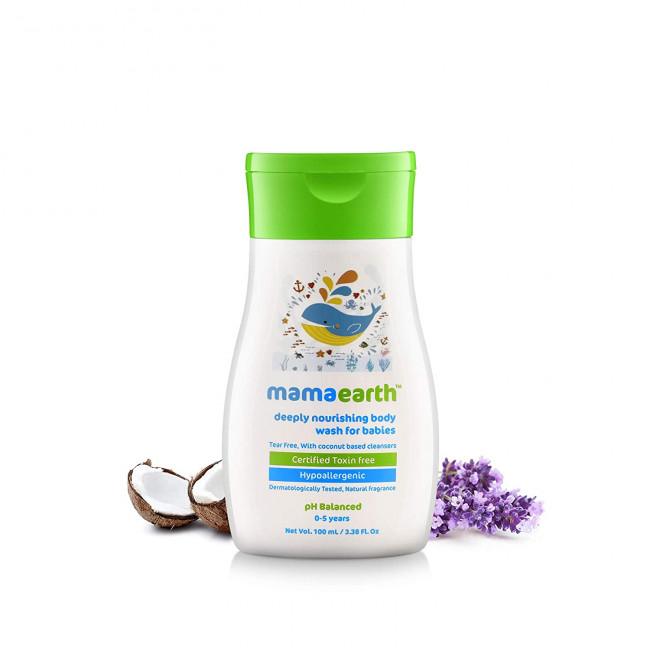 mamaearth™
deeply nourishing body
wash for babies
Tear Free, With coconut based cleansers
Certified Toxin free
Hypoallergenic
Dermatologically Tested, Natural fragrance
pH Balanced
0-5 years
Net Vol. 100 mL / 3.38 FL. Oz